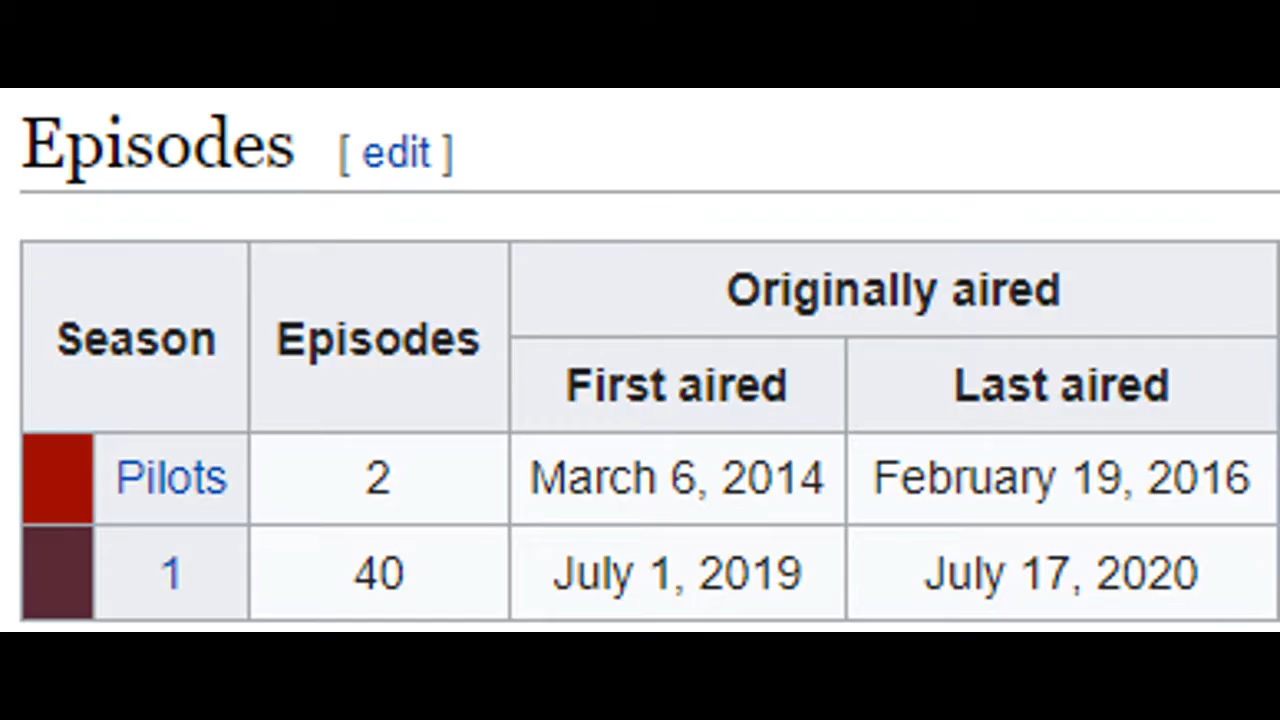 Episodes [ edit ]
Season Episodes Originally aired
First aired Last aired
Pilots 2 March 6, 2014 February 19, 2016
1 40 July 1, 2019 July 17, 2020